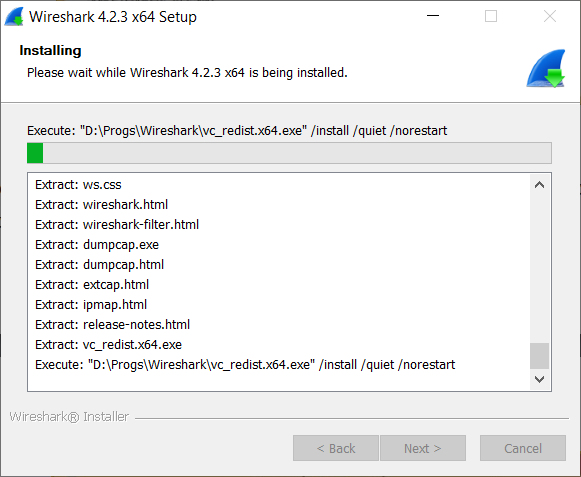 Wireshark 4.2.3 x64 Setup
Installing
Please wait while Wireshark 4.2.3 x64 is being installed.
Execute: "D:\Progs\Wireshark\vc_redist.x64.exe" /install /quiet /norestart
Extract: ws.css
Extract: wireshark.html
Extract: wireshark-filter.html
Extract: dumpcap.exe
Extract: dumpcap.html
Extract: extcap.html
Extract: ipmap.html
Extract: release-notes.html
Extract: vc_redist.x64.exe
Execute: "D:\Progs\Wireshark\vc_redist.x64.exe" /install /quiet /norestart
Wireshark® Installer
< Back
Next >
Cancel